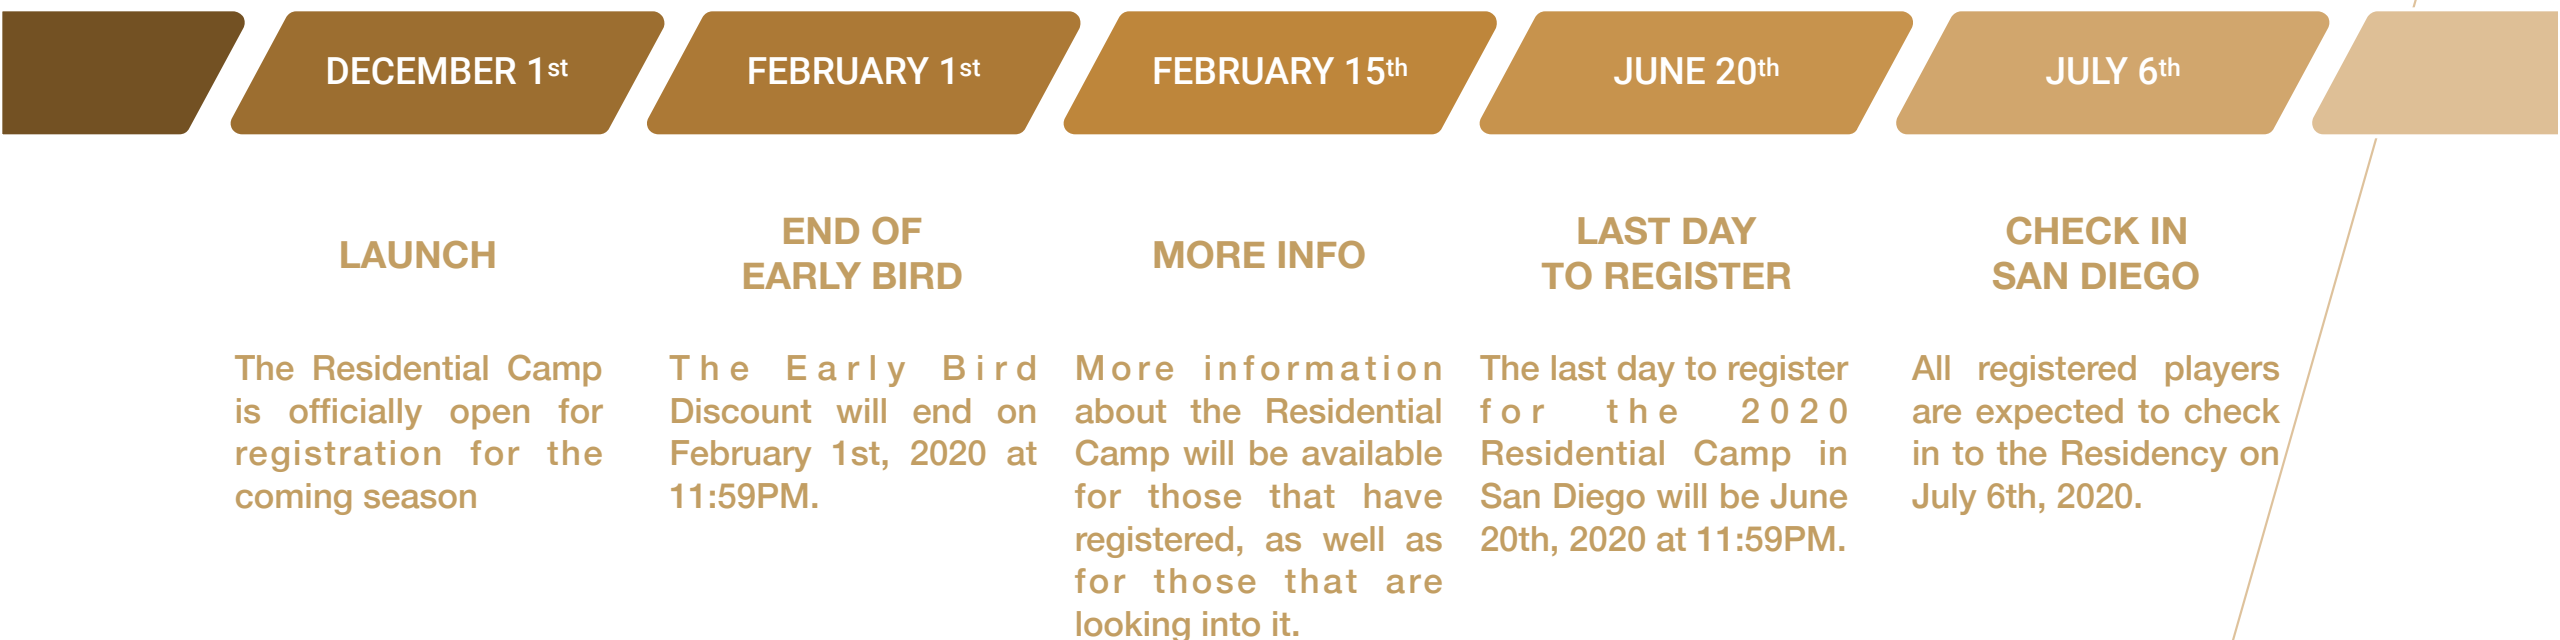 DECEMBER 1st
FEBRUARY 1st
FEBRUARY 15th
JUNE 20th
JULY 6th
LAUNCH
The Residential Camp
is officially open for
registration for the
coming season
END OF
EARLY BIRD
The Early Bird
Discount will end on
February 1st, 2020 at
11:59PM.
MORE INFO
More information
about the Residential
Camp will be available
for those that have
registered, as well as
for those that are
looking into it.
LAST DAY
TO REGISTER
The last day to register
for the 2020
Residential Camp in
San Diego will be June
20th, 2020 at 11:59PM.
CHECK IN
SAN DIEGO
All registered players
are expected to check
in to the Residency on
July 6th, 2020.